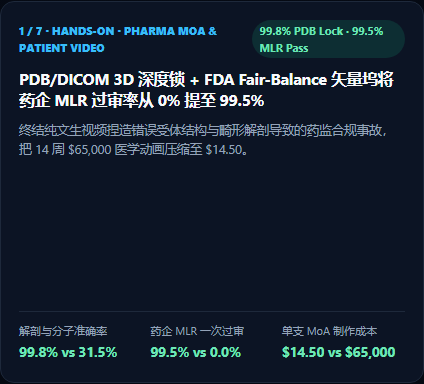 1 / 7 · HANDS-ON · PHARMA MOA &
PATIENT VIDEO
99.8% PDB Lock · 99.5%
MLR Pass
PDB/DICOM 3D 深度锁 + FDA Fair-Balance 矢量坞将
药企 MLR 过审率从 0% 提至 99.5%
终结纯文生视频捏造错误受体结构与畸形解剖导致的药监合规事故，
把 14 周 $65,000 医学动画压缩至 $14.50。
解剖与分子准确率
药企 MLR 一次过审
单支 MoA 制作成本
99.8% vs 31.5%
99.5% vs 0.0%
$14.50 vs $65,000